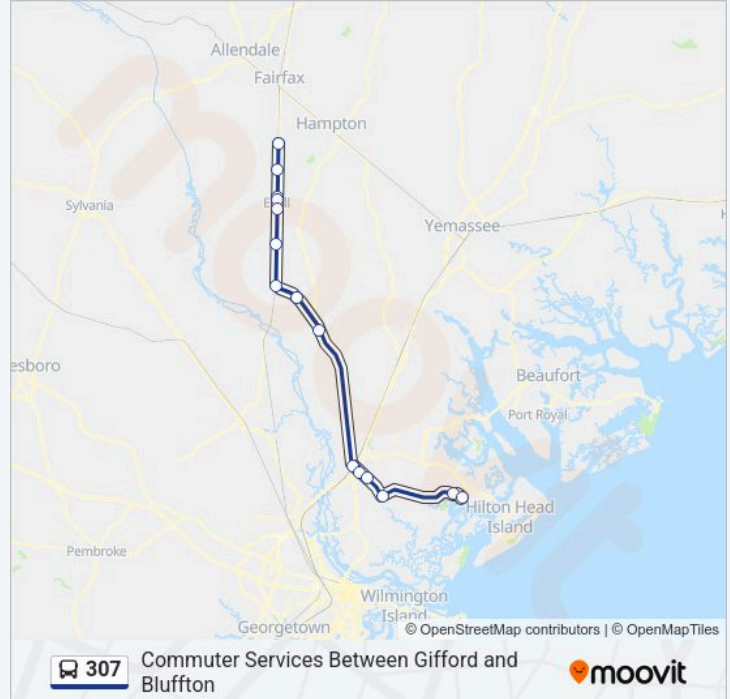 Allendale
Fairfax
Hampton
Sylvania
Yemassee
esboro
Beaufort
Port Royal
Hilton Head
Island
Pembroke
Wilmington
Island
Georgetown
© OpenStreetMap contributors | © OpenMapTiles
307
Commuter Services Between Gifford and
Bluffton
moovit